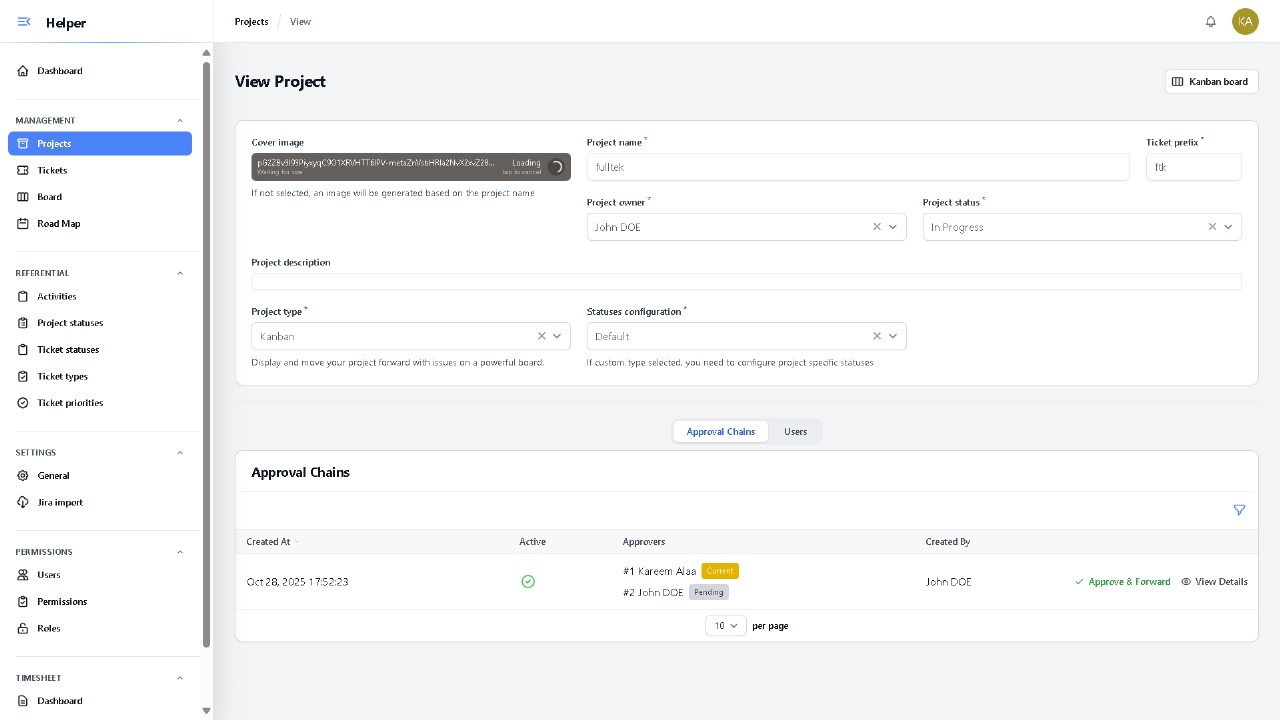 Helper
Projects / View
KA
Dashboard
View Project
Kanban board
MANAGEMENT
Projects
Tickets
Board
Road Map
REFERENTIAL
Activities
Project statuses
Ticket statuses
Ticket types
Ticket priorities
SETTINGS
General
Jira import
PERMISSIONS
Users
Permissions
Roles
TIMESHEET
Dashboard
Cover image
Loading
Waiting for size
tap to cancel
If not selected, an image will be generated based on the project name
Project name *
fulltek
Ticket prefix *
ftk
Project owner *
John DOE
Project status *
In Progress
Project description
Project type *
Kanban
Display and move your project forward with issues on a powerful board.
Statuses configuration *
Default
If custom type selected, you need to configure project specific statuses
Approval Chains
Users
Approval Chains
Created At Active Approvers Created By
Oct 28, 2025 17:52:23
#1 Kareem Alaa Current
#2 John DOE Pending
John DOE
Approve & Forward
View Details
10 per page